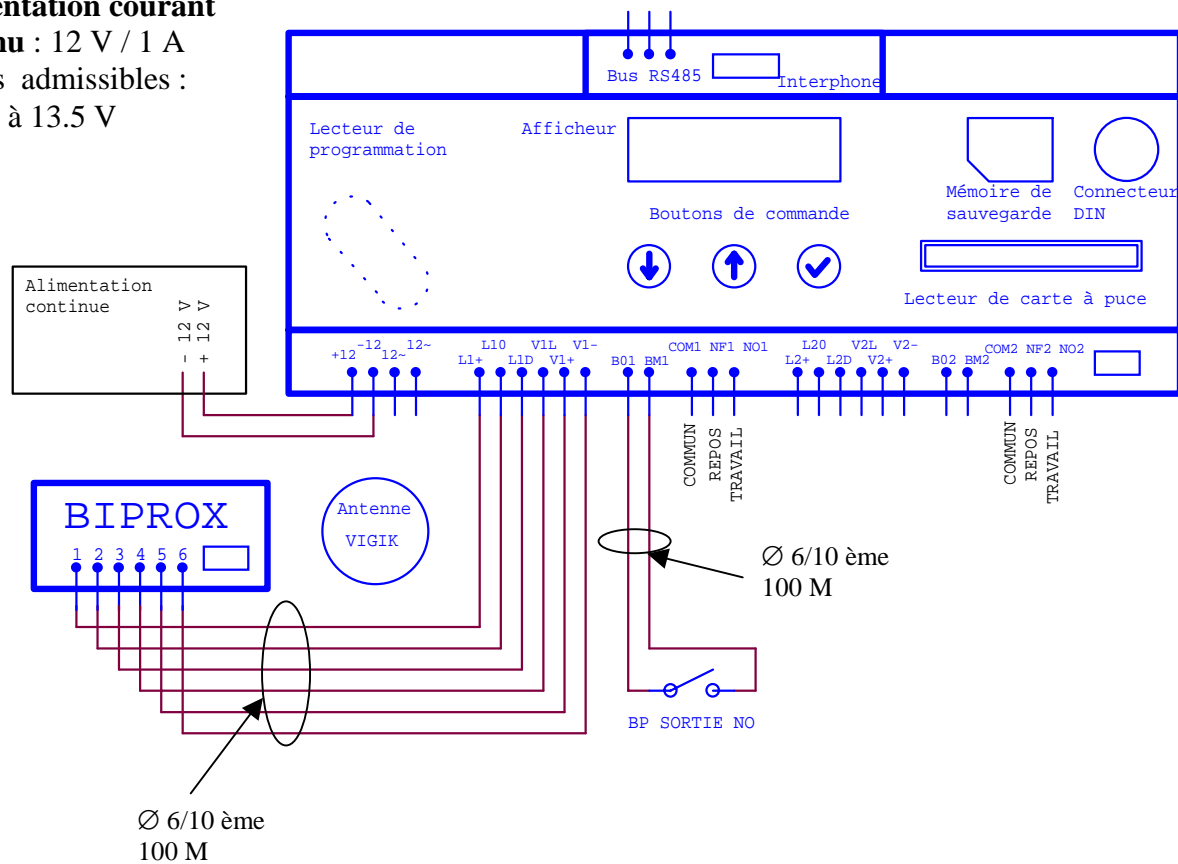 entation courant
nu : 12 V / 1 A
s admissibles :
à 13.5 V
Bus RS485
Interphone
Lecteur de
programmation
Afficheur
Mémoire de
sauvegarde
Connecteur
DIN
Boutons de commande
Lecteur de carte à puce
Alimentation
continue
- 12 V
+ 12 V
+12 -12 12~ 12~
L1+ L10 L1D V1L V1+ V1-
B01 BM1
COM1 NF1 NO1
L2+ L20 L2D V2L V2+ V2-
B02 BM2
COM2 NF2 NO2
COMMUN
REPOS
TRAVAIL
COMMUN
REPOS
TRAVAIL
BIPROX
1 2 3 4 5 6
Antenne
VIGIK
∅ 6/10 ème
100 M
BP SORTIE NO
∅ 6/10 ème
100 M